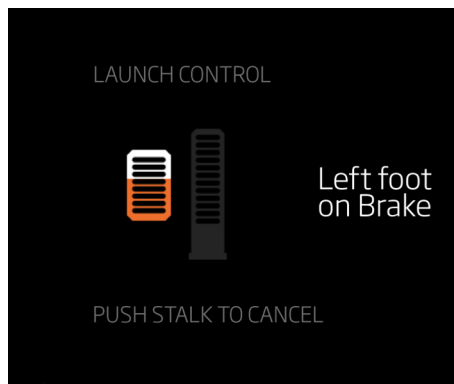 LAUNCH CONTROL
Left foot
on Brake
PUSH STALK TO CANCEL